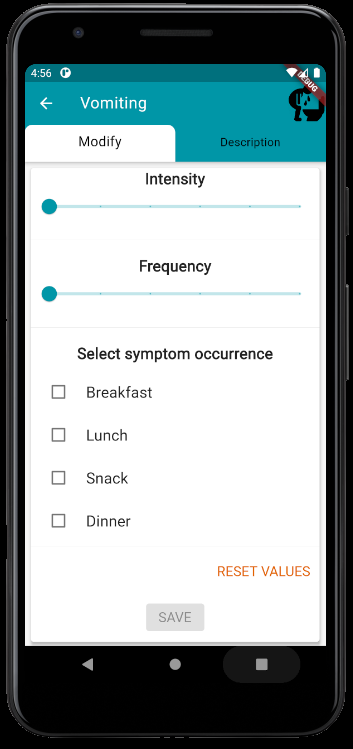 4:56
DEBUG
Vomiting
Modify
Description
Intensity
Frequency
Select symptom occurrence
Breakfast
Lunch
Snack
Dinner
RESET VALUES
SAVE